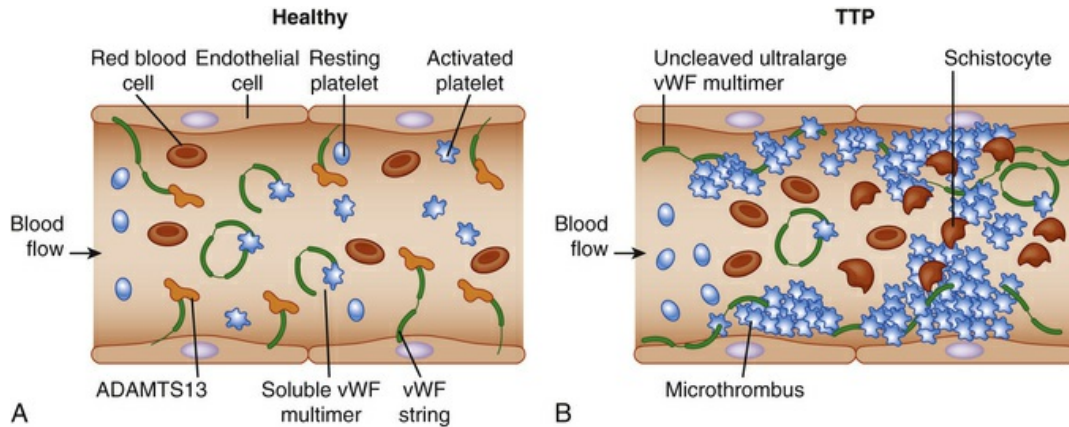 Healthy
Red blood
cell
Endothelial
cell
Resting
platelet
Activated
platelet
Blood
flow
ADAMTS13
Soluble vWF
multimer
vWF
string
A
TTP
Uncleaved ultralarge
vWF multimer
Schistocyte
Blood
flow
Microthrombus
B